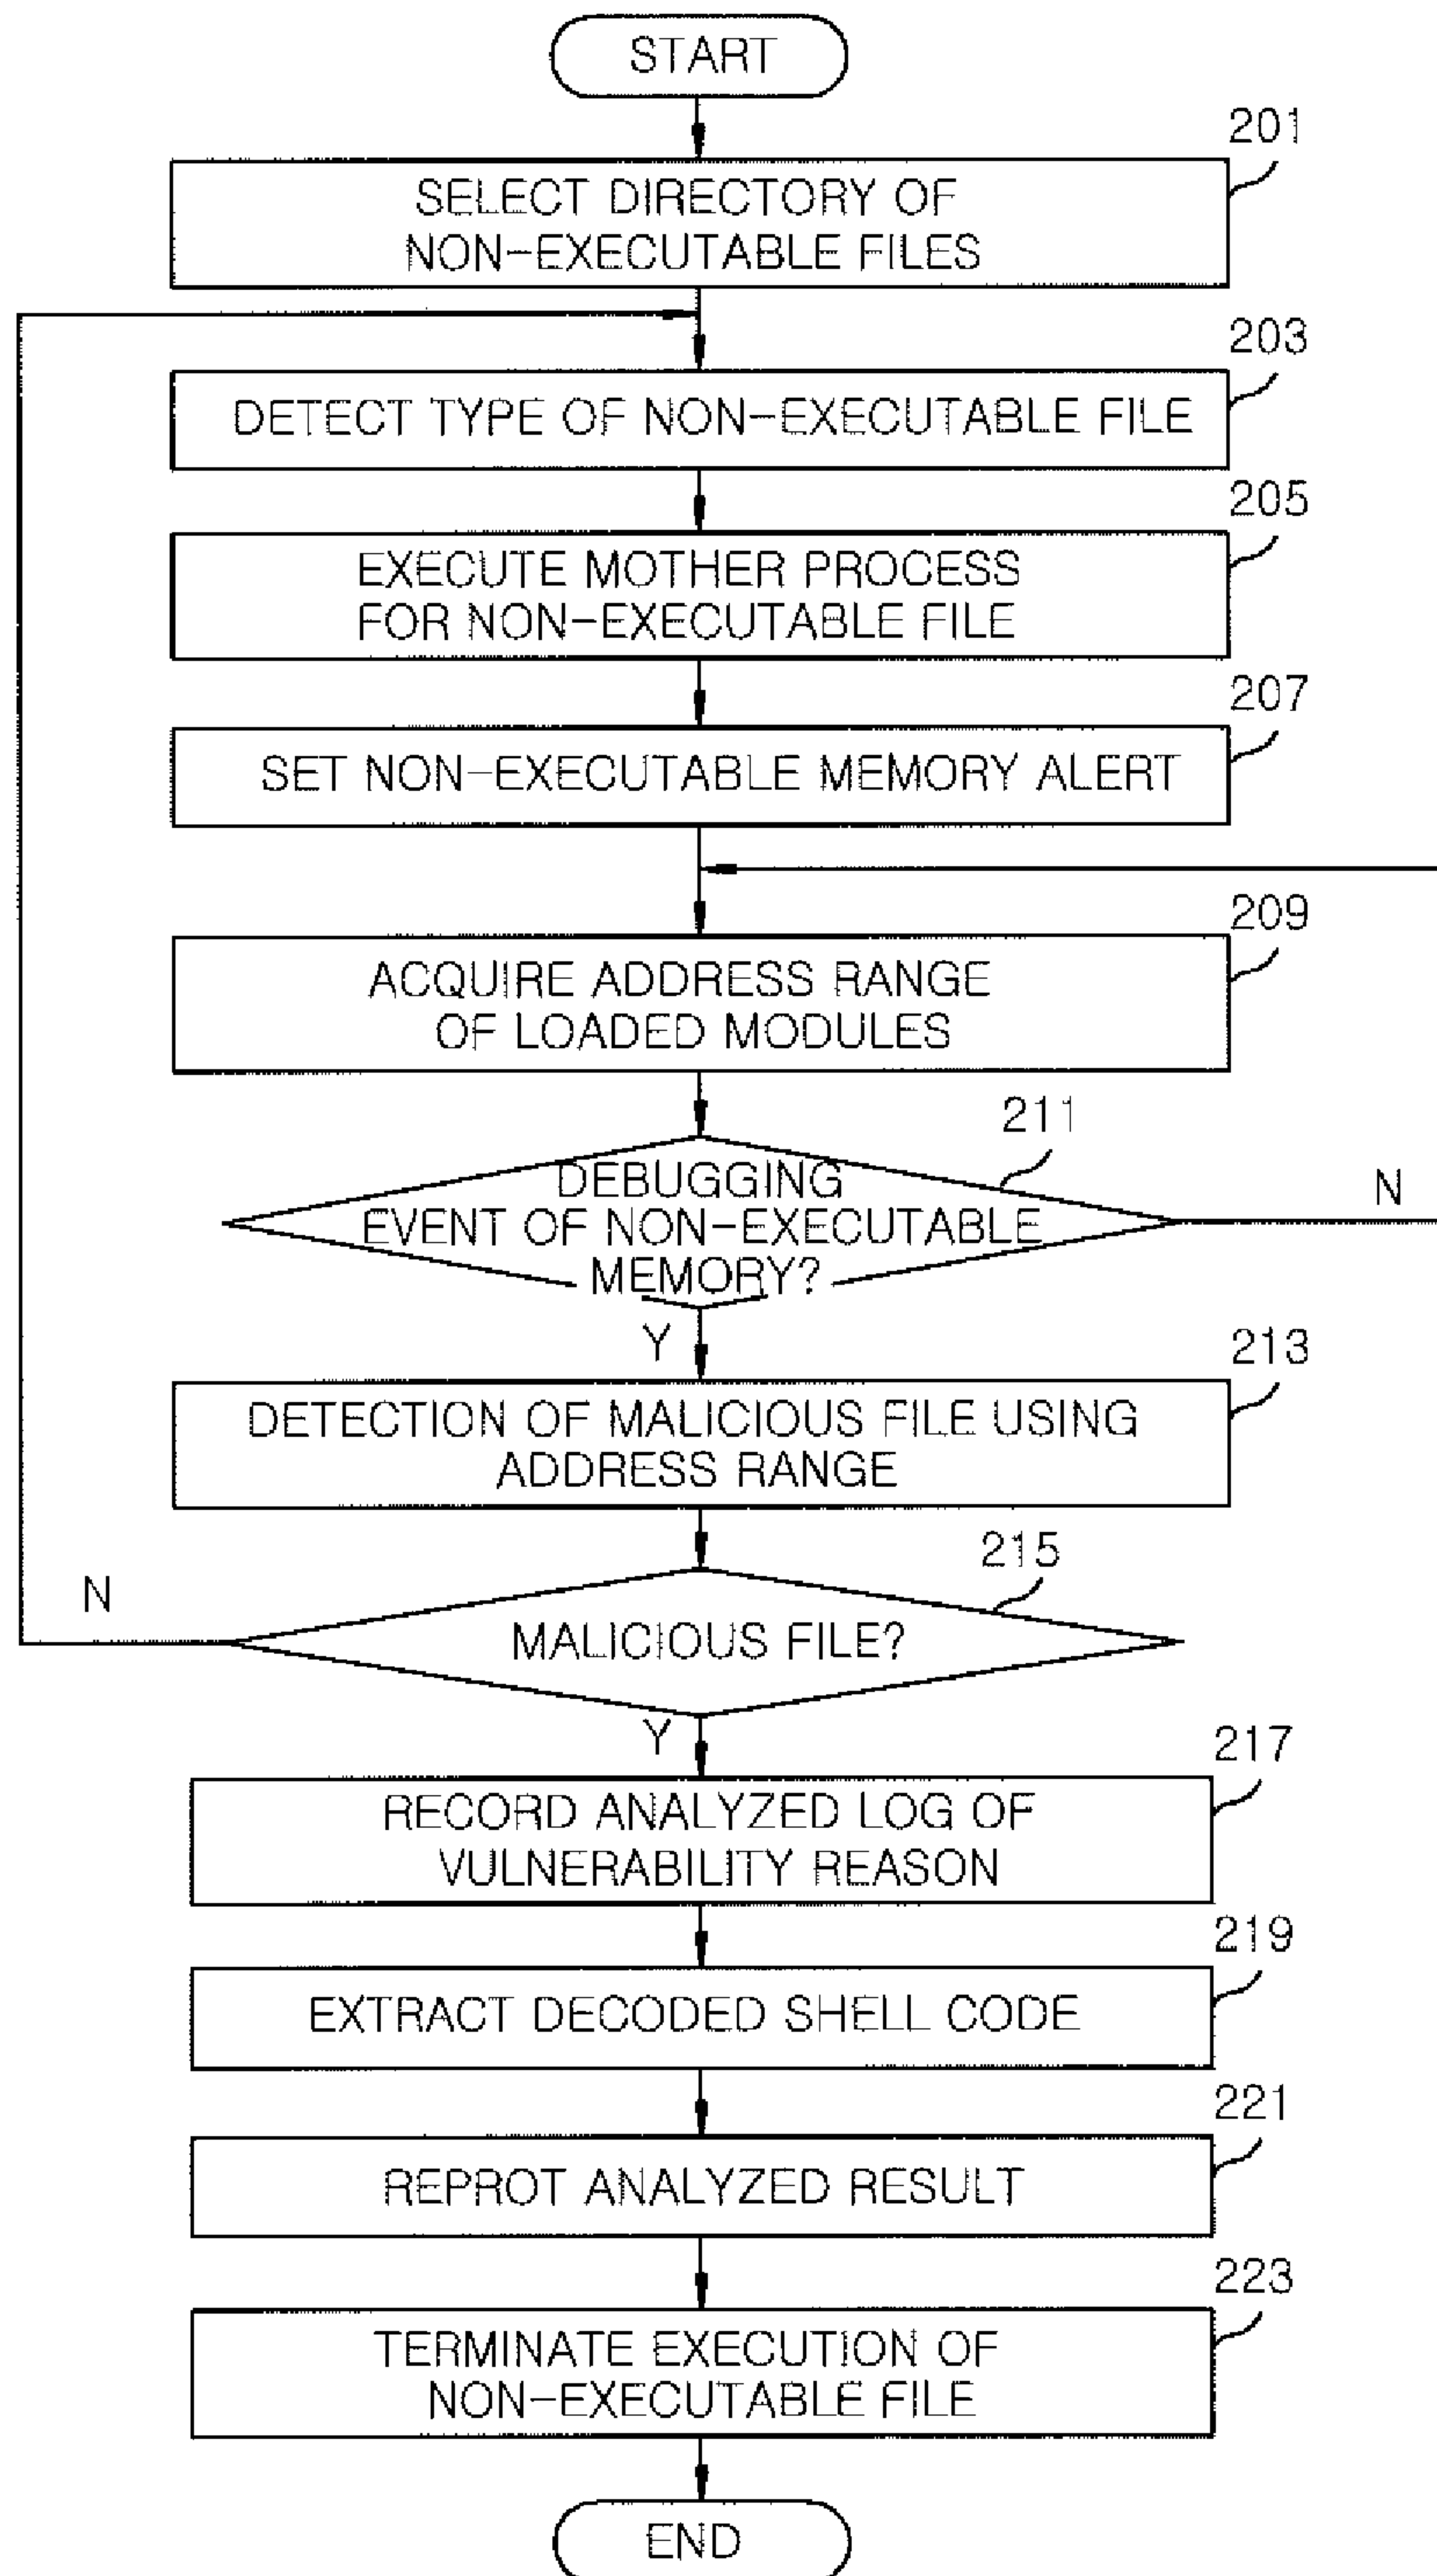 START
201
SELECT DIRECTORY OF
NON-EXECUTABLE FILES
203
DETECT TYPE OF NON-EXECUTABLE FILE
205
EXECUTE MOTHER PROCESS
FOR NON-EXECUTABLE FILE
207
SET NON-EXECUTABLE MEMORY ALERT
209
ACQUIRE ADDRESS RANGE
OF LOADED MODULES
211
DEBUGGING
EVENT OF NON-EXECUTABLE
MEMORY?
N
Y
213
DETECTION OF MALICIOUS FILE USING
ADDRESS RANGE
215
MALICIOUS FILE?
N
Y
217
RECORD ANALYZED LOG OF
VULNERABILITY REASON
219
EXTRACT DECODED SHELL CODE
221
REPROT ANALYZED RESULT
223
TERMINATE EXECUTION OF
NON-EXECUTABLE FILE
END